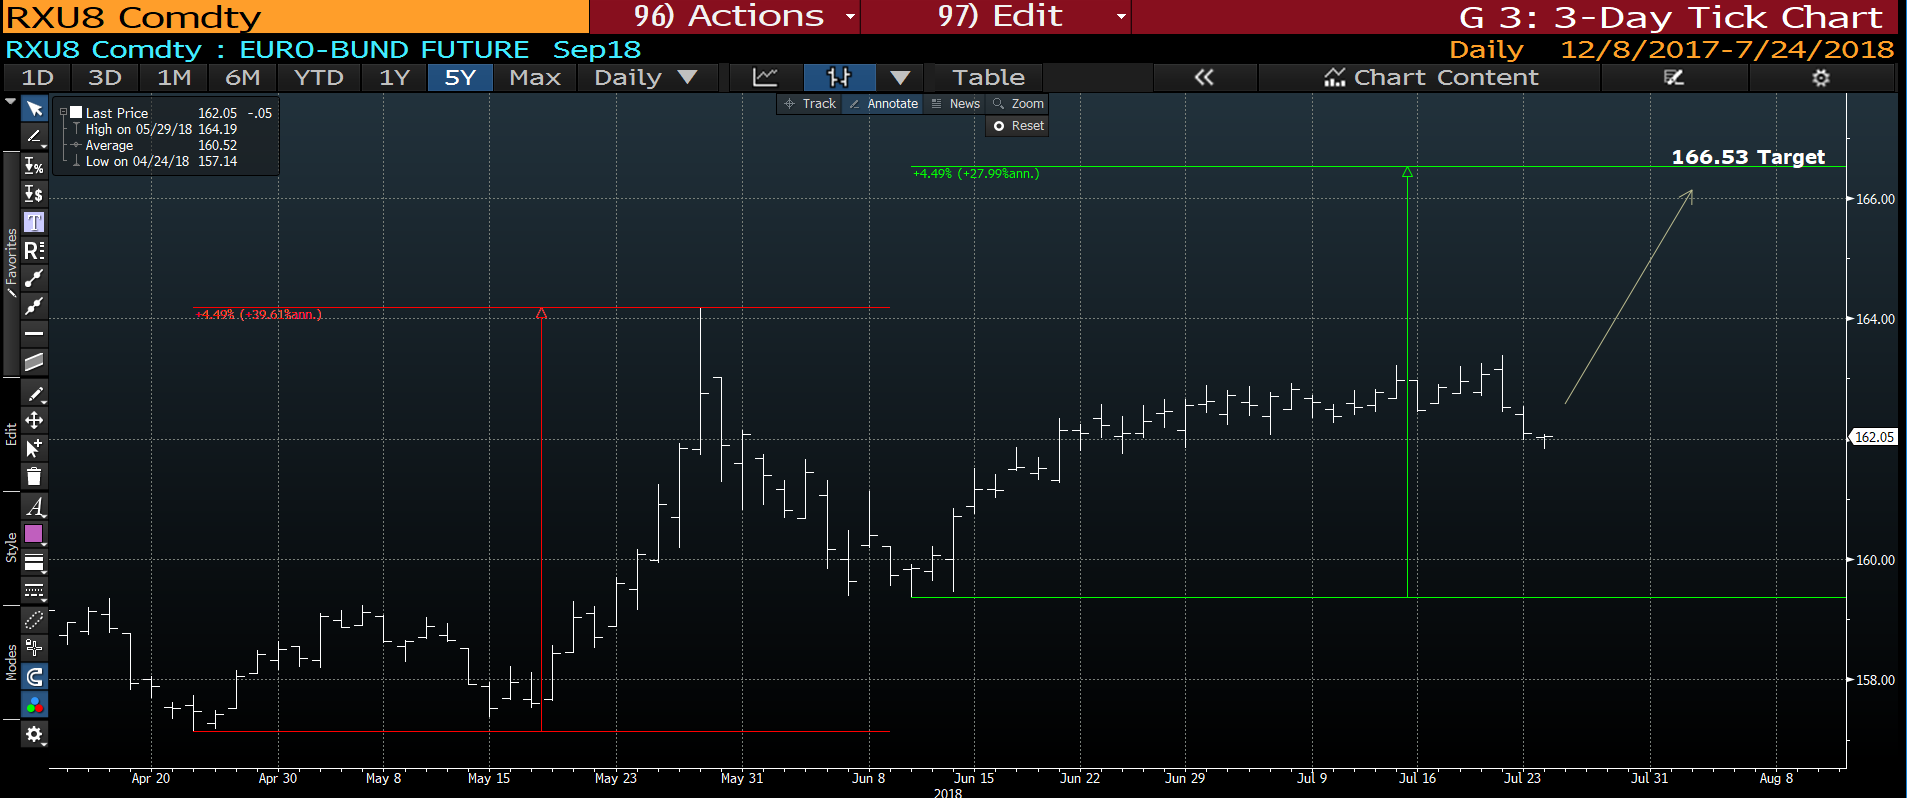 RXU8 Comdty 96) Actions 97) Edit G 3: 3-Day Tick Chart
RXU8 Comdty : EURO-BUND FUTURE Sep18 Daily 12/8/2017-7/24/2018
1D 3D 1M 6M YTD 1Y 5Y Max Daily Table Chart Content
Track Annotate News Zoom
Reset
Last Price 162.05 -.05
High on 05/29/18 164.19
Average 160.52
Low on 04/24/18 157.14
Favorites
Edit
Style
Modes
%
$
T
R
A
166.53 Target
+4.49% (+27.99%ann.)
+4.49% (+39.61%ann.)
166.00
164.00
162.05
160.00
158.00
Apr 20 Apr 30 May 8 May 15 May 23 May 31 Jun 8 Jun 15 Jun 22 Jun 29 Jul 9 Jul 16 Jul 23 Jul 31 Aug 8
2018